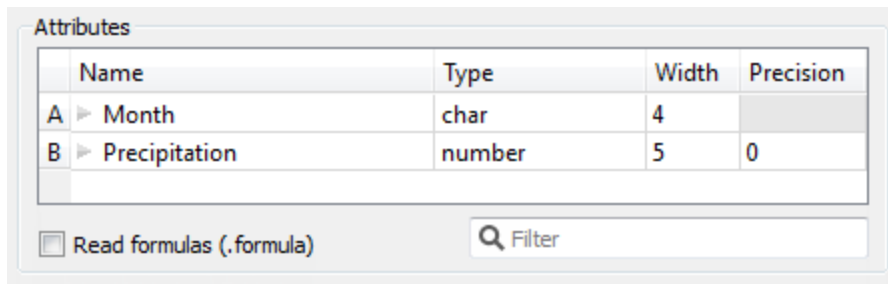 Attributes
Name Type Width Precision
A Month char 4
B Precipitation number 5 0
Read formulas (.formula) Filter